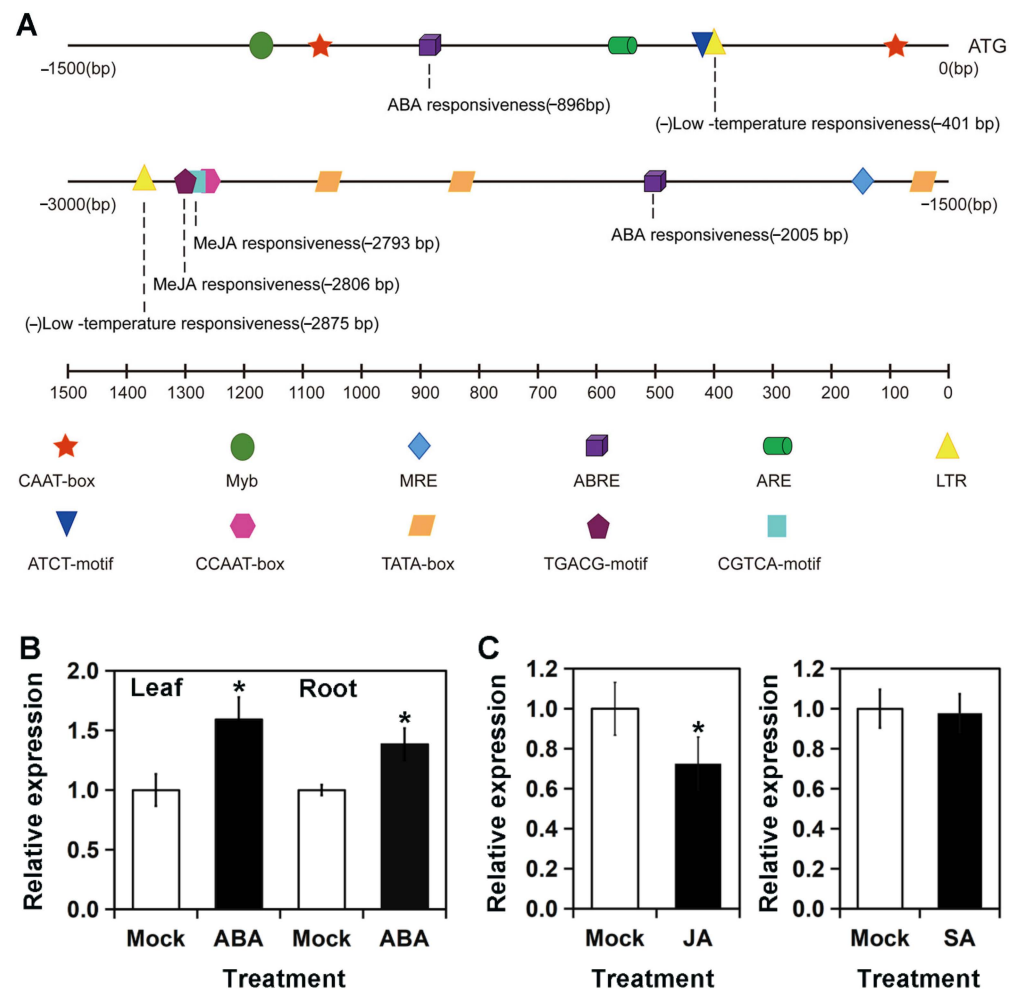 A
ATG
−1500(bp)
0(bp)
ABA responsiveness(−896bp)
(−)Low -temperature responsiveness(−401 bp)
−3000(bp)
−1500(bp)
MeJA responsiveness(−2793 bp)
ABA responsiveness(−2005 bp)
MeJA responsiveness(−2806 bp)
(−)Low -temperature responsiveness(−2875 bp)
1500 1400 1300 1200 1100 1000 900 800 700 600 500 400 300 200 100 0
CAAT-box Myb MRE ABRE ARE LTR
ATCT-motif CCAAT-box TATA-box TGACG-motif CGTCA-motif
B
Relative expression
2.0
1.5
1.0
0.5
0.0
Leaf Root
*
*
Mock ABA Mock ABA
Treatment
C
Relative expression
1.2
1.0
0.8
0.6
0.4
0.2
0.0
*
Mock JA
Treatment
Relative expression
1.2
1.0
0.8
0.6
0.4
0.2
0.0
Mock SA
Treatment